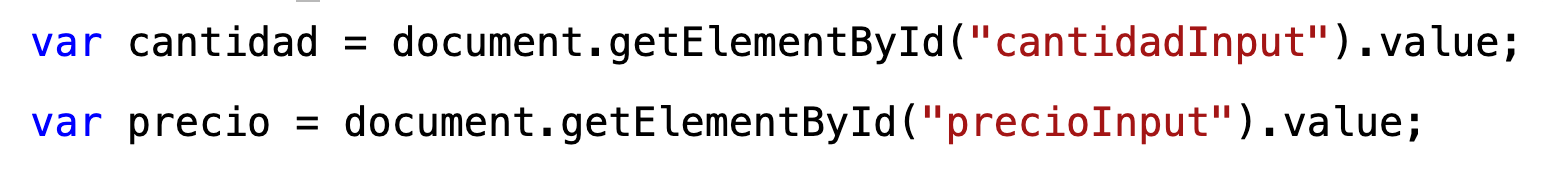 var cantidad = document.getElementById("cantidadInput").value;
var precio = document.getElementById("precioInput").value;